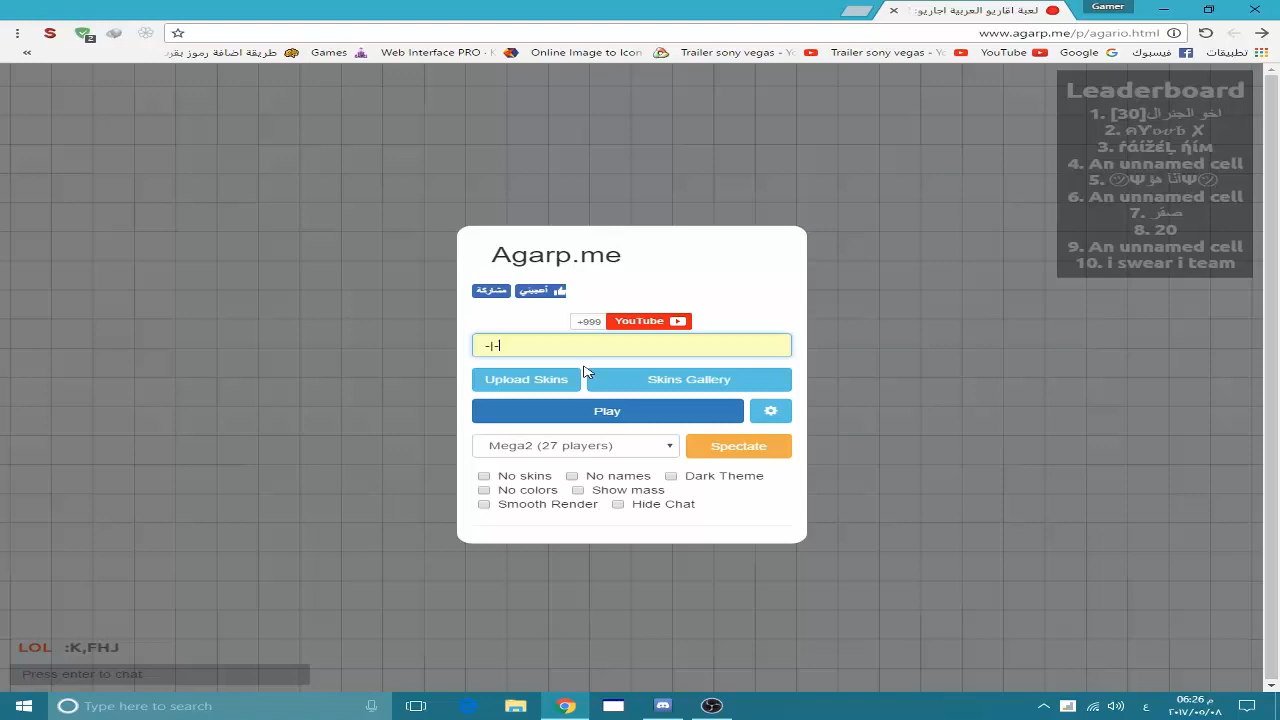 لعبة اقاريو العربية اجاريو: ا
Gamer
www.agarp.me/p/agario.html
2
تطبيقات
فيسبوك
Google
YouTube
Trailer sony vegas - Yo
Trailer sony vegas - Yo
Online Image to Icon
Web Interface PRO - K
Games
طريقة اضافة رموز بقر
Leaderboard
1. [30]اخو الجنرال
3. ŕáížéĻ ήίм
4. An unnamed cell
6. An unnamed cell
7. صقر
8. 20
9. An unnamed cell
10. i swear i team
Agarp.me
مشاركة
أعجبني
+999
YouTube
-|-
Upload Skins
Skins Gallery
Play
Mega2 (27 players)
Spectate
No skins
No names
Dark Theme
No colors
Show mass
Smooth Render
Hide Chat
LOL :K,FHJ
Press enter to chat
Type here to search
ع
06:26 م
٢٠١٧/٠٥/٠٨